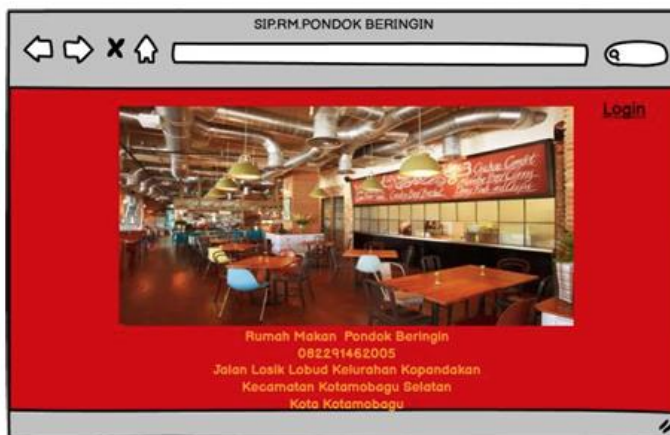 SIP.RM.PONDOK BERINGIN
Login
Rumah Makan Pondok Beringin
082291462005
Jalan Losik Lobud Kelurahan Kopandakan
Kecamatan Kotamobagu Selatan
Kota Kotamobagu